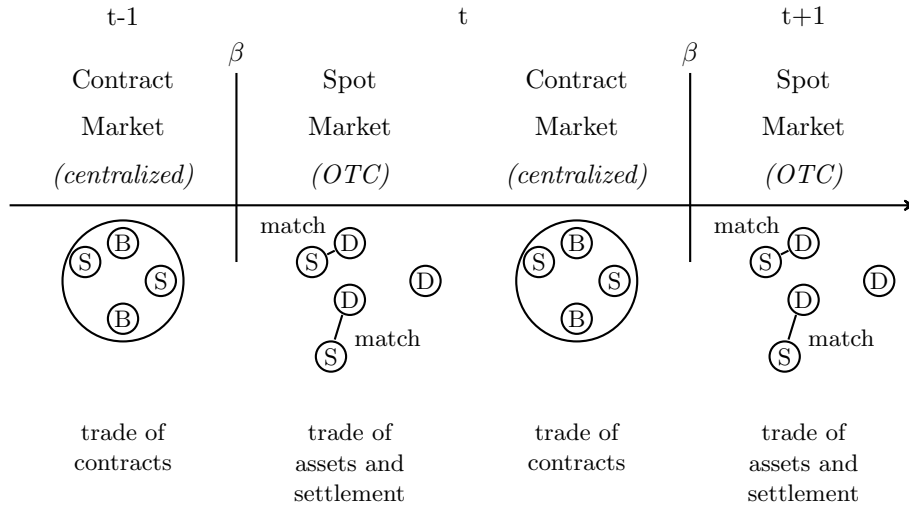 t-1 t t+1
β β
Contract Spot Contract Spot
Market Market Market Market
(centralized) (OTC) (centralized) (OTC)
match match
B D B D
S S S S
S D S D
D D
B B
match match
S S
trade of trade of trade of trade of
contracts assets and contracts assets and
settlement settlement